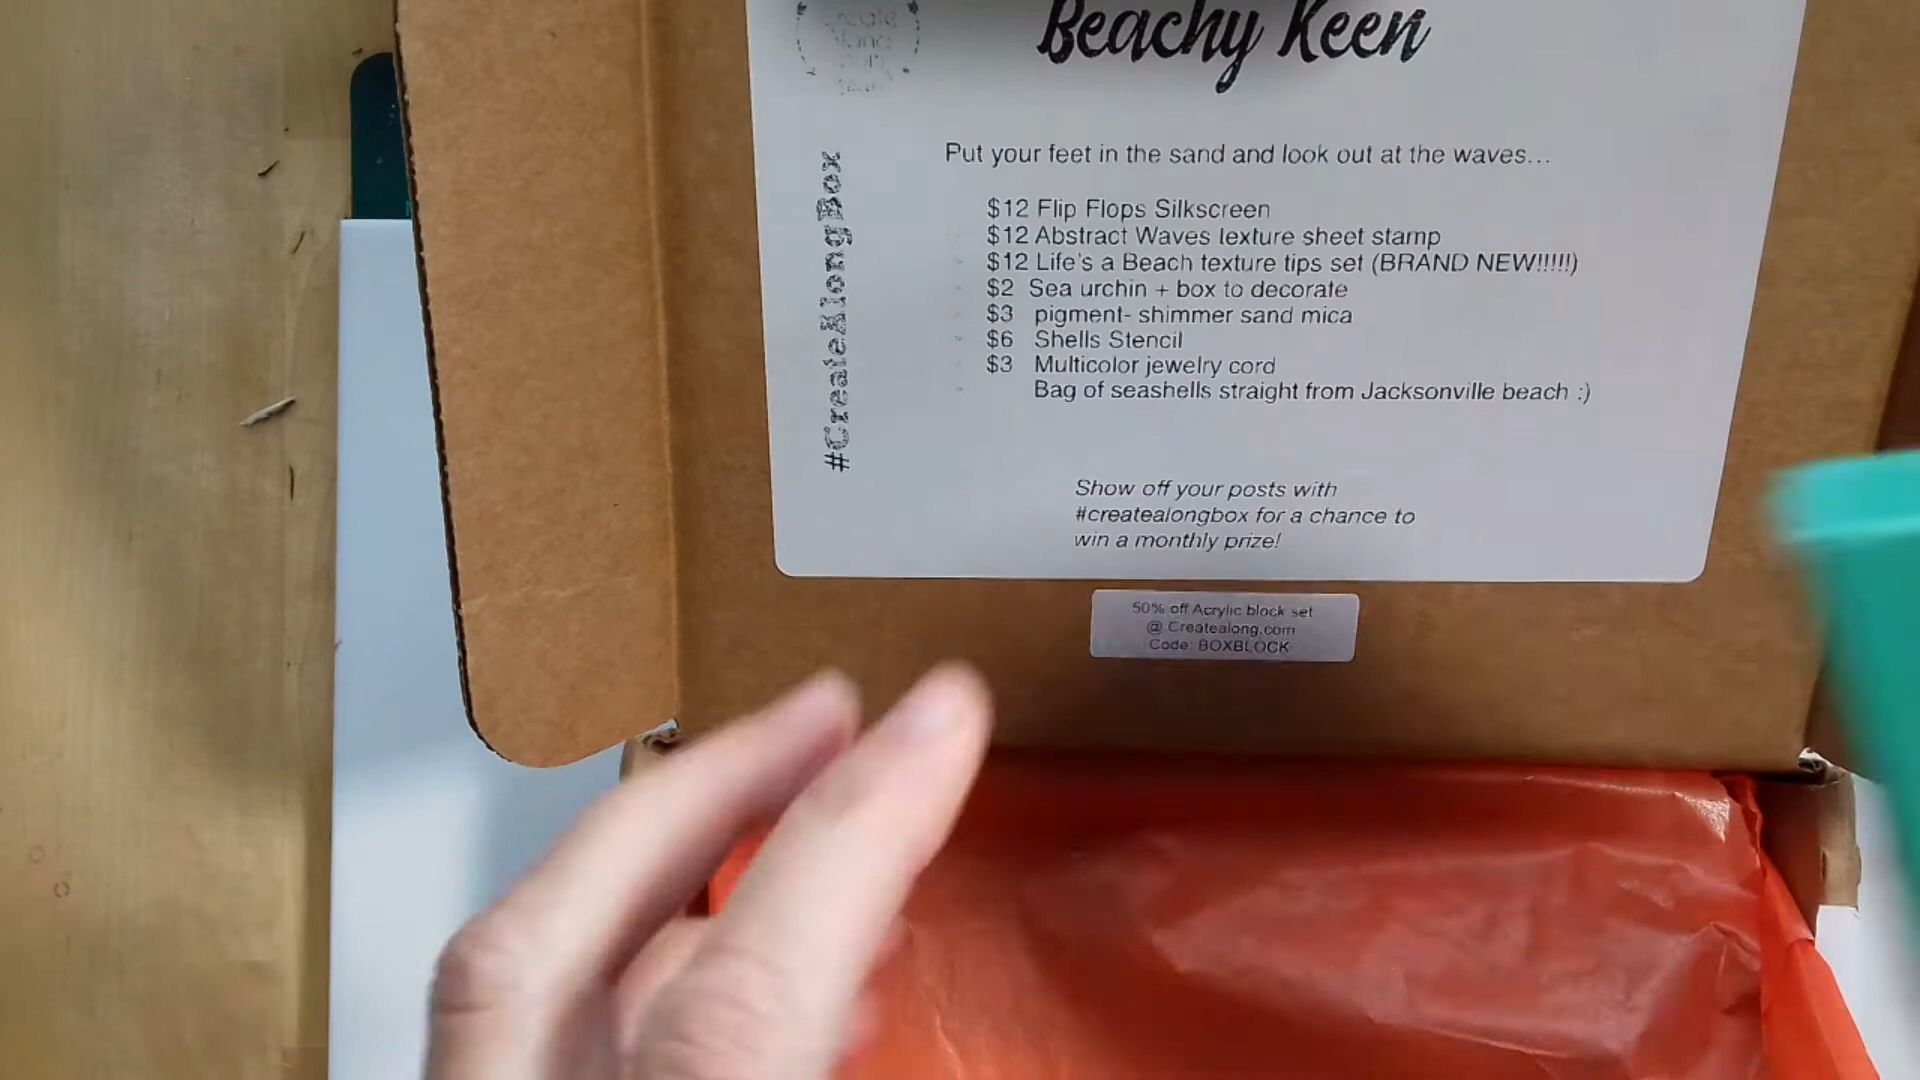 Beachy Keen
Put your feet in the sand and look out at the waves...
$12 Flip Flops Silkscreen
$12 Abstract Waves texture sheet stamp
$12 Life's a Beach texture tips set (BRAND NEW!!!!!)
$2 Sea urchin + box to decorate
$3 pigment- shimmer sand mica
$6 Shells Stencil
$3 Multicolor jewelry cord
Bag of seashells straight from Jacksonville beach :)
#CreateAlongBox
Show off your posts with
#createalongbox for a chance to
win a monthly prize!
50% off Acrylic block set
@ Createalong.com
Code: BOXBLOCK